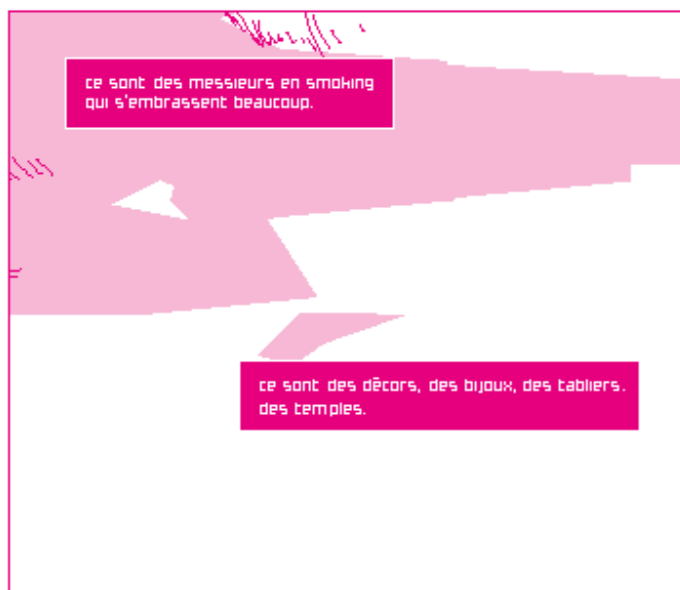 ce sont des messieurs en smoking
qui s'embrassent beaucoup.
ce sont des décors, des bijoux, des tabliers.
des temples.